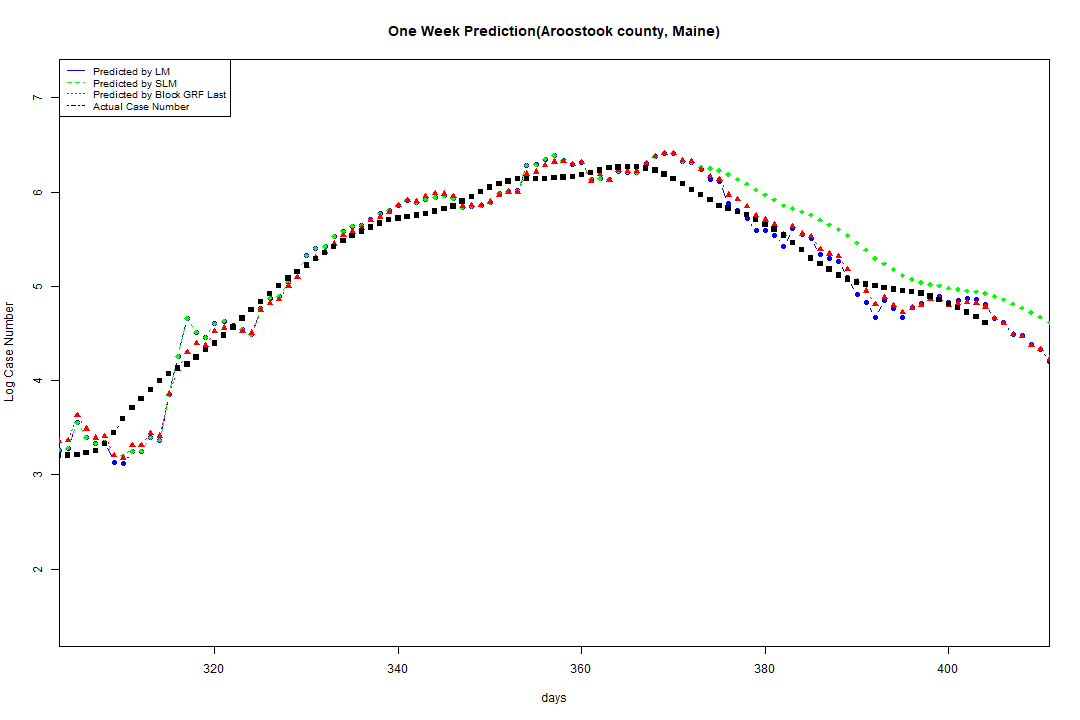 One Week Prediction(Aroostook county, Maine)
Predicted by LM
Predicted by SLM
Predicted by Block GRF Last
Actual Case Number
7
6
5
4
3
2
Log Case Number
320
340
360
380
400
days